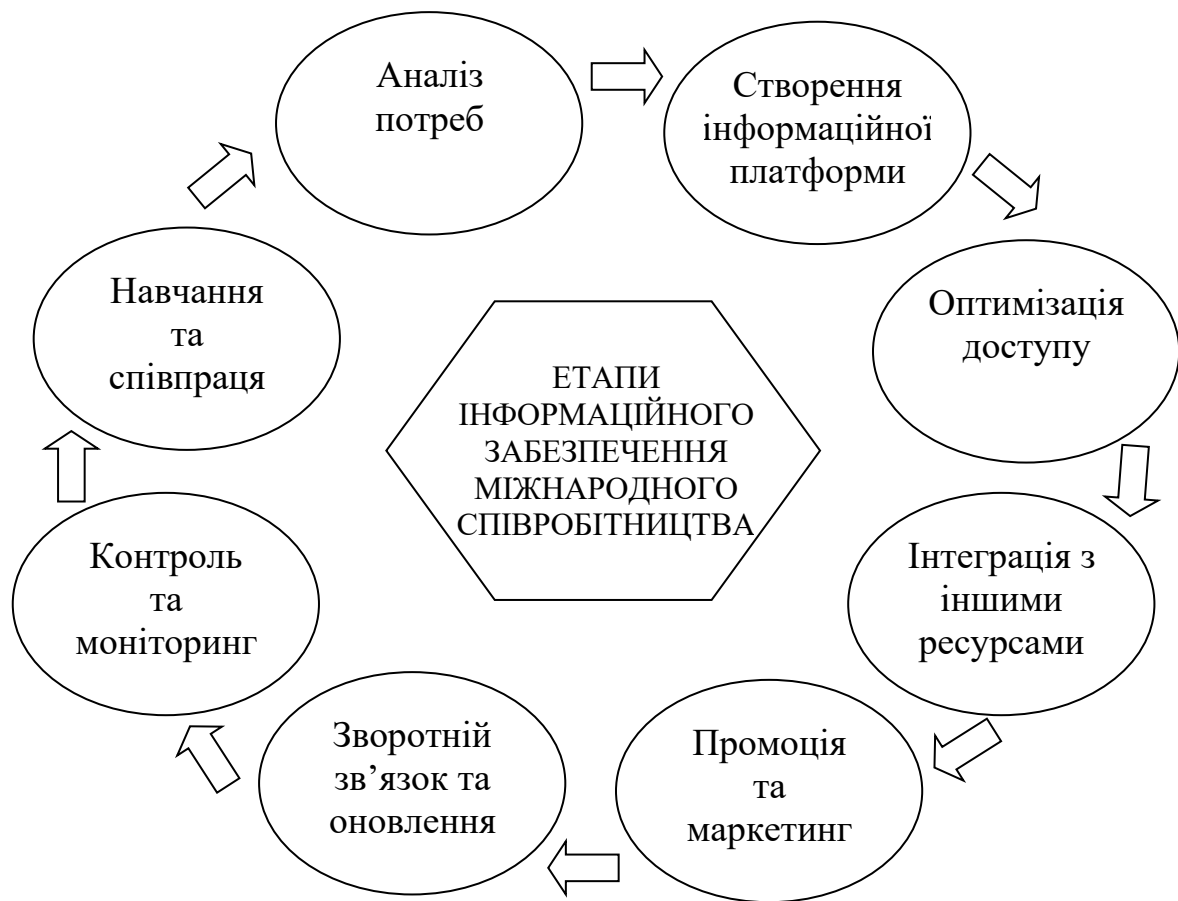 Аналіз
потреб
Створення
інформаційної
платформи
Оптимізація
доступу
Інтеграція з
іншими
ресурсами
Промоція
та
маркетинг
Зворотній
зв’язок та
оновлення
Контроль
та
моніторинг
Навчання
та
співпраця
ЕТАПИ
ІНФОРМАЦІЙНОГО
ЗАБЕЗПЕЧЕННЯ
МІЖНАРОДНОГО
СПІВРОБІТНИЦТВА